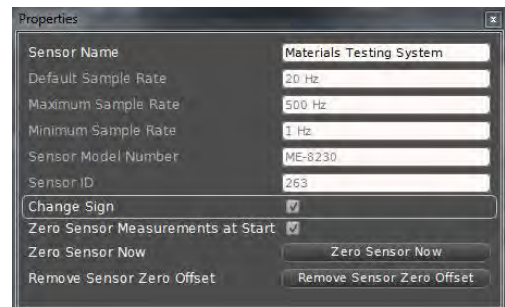 Properties x
Sensor Name Materials Testing System
Default Sample Rate 20 Hz
Maximum Sample Rate 500 Hz
Minimum Sample Rate 1 Hz
Sensor Model Number ME-8230
Sensor ID 263
Change Sign
Zero Sensor Measurements at Start
Zero Sensor Now Zero Sensor Now
Remove Sensor Zero Offset Remove Sensor Zero Offset